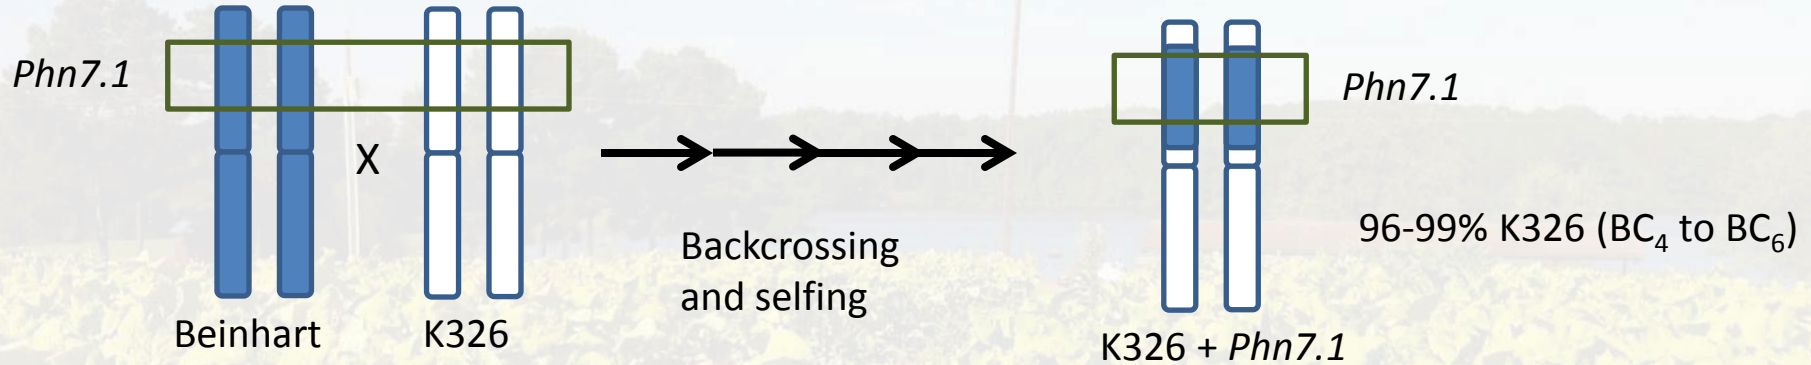 Phn7.1
X
Beinhart
K326
Backcrossing
and selfing
Phn7.1
96-99% K326 (BC₄ to BC₆)
K326 + Phn7.1